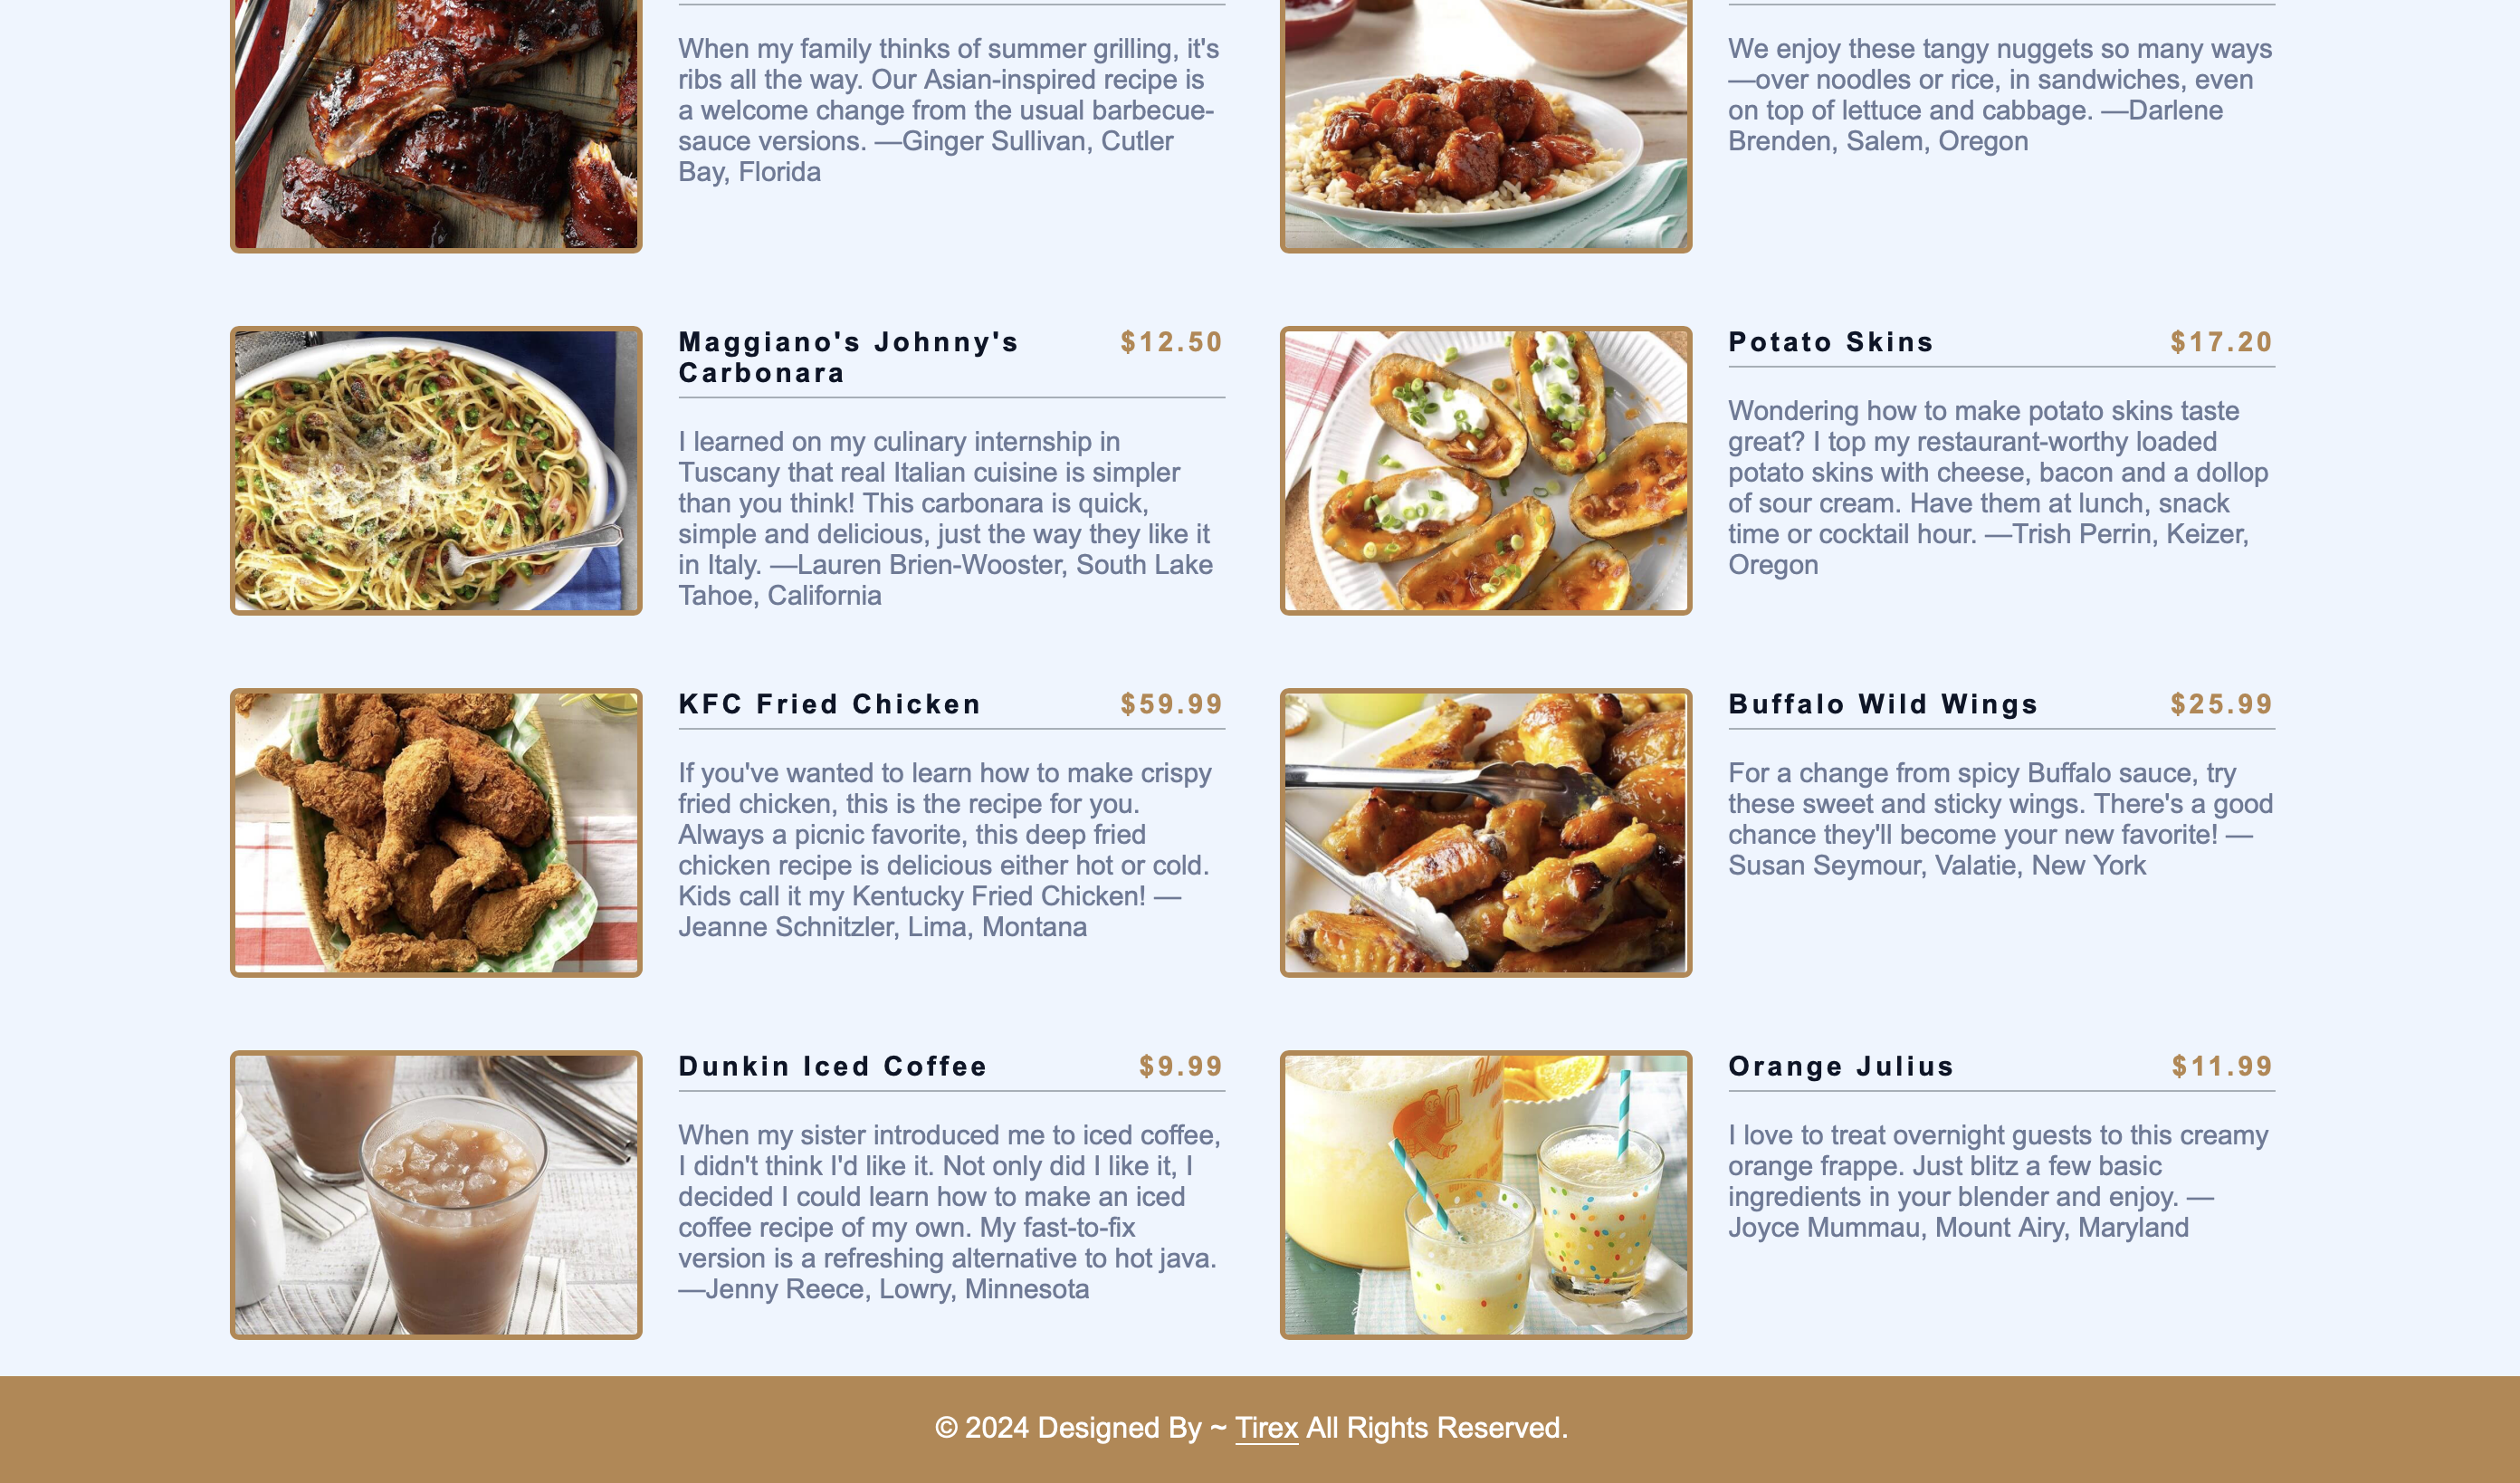 When my family thinks of summer grilling, it's
ribs all the way. Our Asian-inspired recipe is
a welcome change from the usual barbecue-
sauce versions. —Ginger Sullivan, Cutler
Bay, Florida
We enjoy these tangy nuggets so many ways
—over noodles or rice, in sandwiches, even
on top of lettuce and cabbage. —Darlene
Brenden, Salem, Oregon
Maggiano's Johnny's $12.50
Carbonara
I learned on my culinary internship in
Tuscany that real Italian cuisine is simpler
than you think! This carbonara is quick,
simple and delicious, just the way they like it
in Italy. —Lauren Brien-Wooster, South Lake
Tahoe, California
Potato Skins $17.20
Wondering how to make potato skins taste
great? I top my restaurant-worthy loaded
potato skins with cheese, bacon and a dollop
of sour cream. Have them at lunch, snack
time or cocktail hour. —Trish Perrin, Keizer,
Oregon
KFC Fried Chicken $59.99
If you've wanted to learn how to make crispy
fried chicken, this is the recipe for you.
Always a picnic favorite, this deep fried
chicken recipe is delicious either hot or cold.
Kids call it my Kentucky Fried Chicken! —
Jeanne Schnitzler, Lima, Montana
Buffalo Wild Wings $25.99
For a change from spicy Buffalo sauce, try
these sweet and sticky wings. There's a good
chance they'll become your new favorite! —
Susan Seymour, Valatie, New York
Dunkin Iced Coffee $9.99
When my sister introduced me to iced coffee,
I didn't think I'd like it. Not only did I like it, I
decided I could learn how to make an iced
coffee recipe of my own. My fast-to-fix
version is a refreshing alternative to hot java.
—Jenny Reece, Lowry, Minnesota
Orange Julius $11.99
I love to treat overnight guests to this creamy
orange frappe. Just blitz a few basic
ingredients in your blender and enjoy. —
Joyce Mummau, Mount Airy, Maryland
© 2024 Designed By ~ Tirex All Rights Reserved.